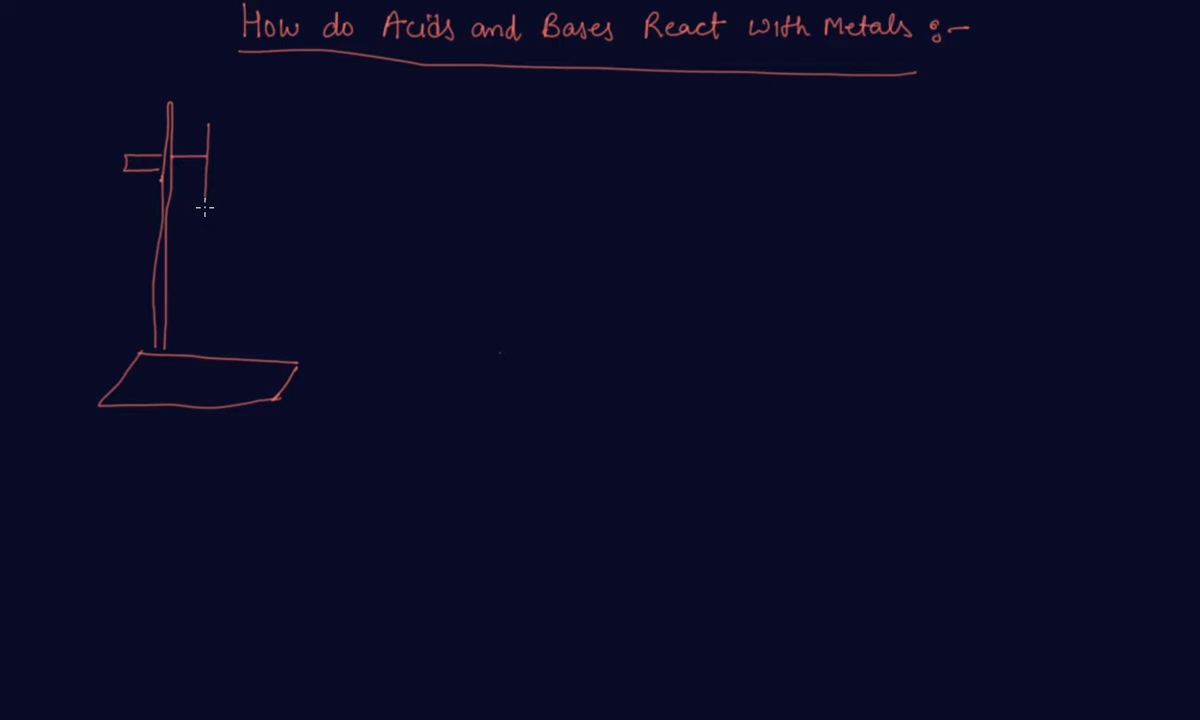 How do Acids and Bases React with Metals :-